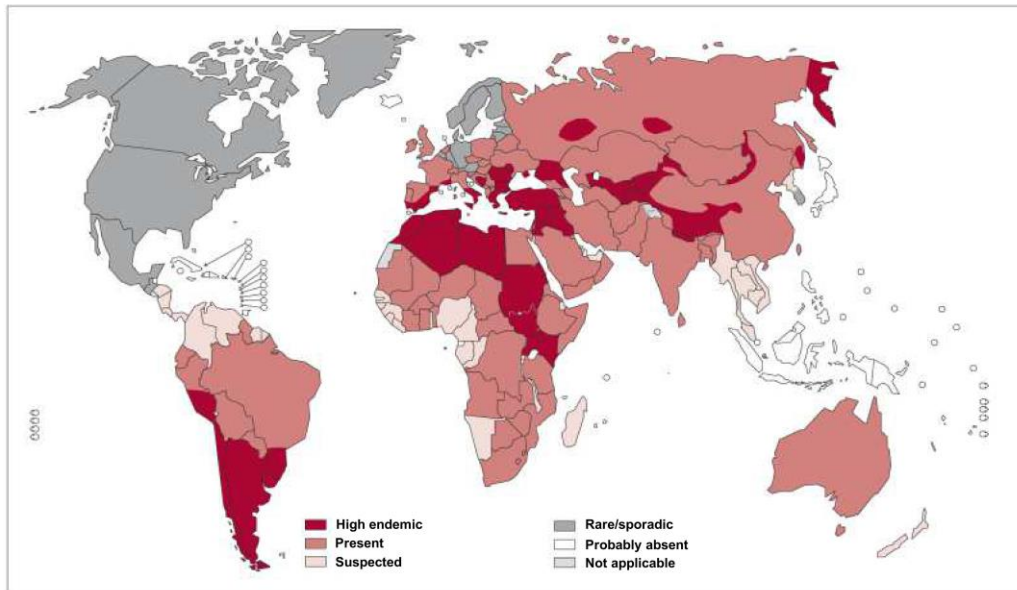 High endemic
Present
Suspected
Rare/sporadic
Probably absent
Not applicable